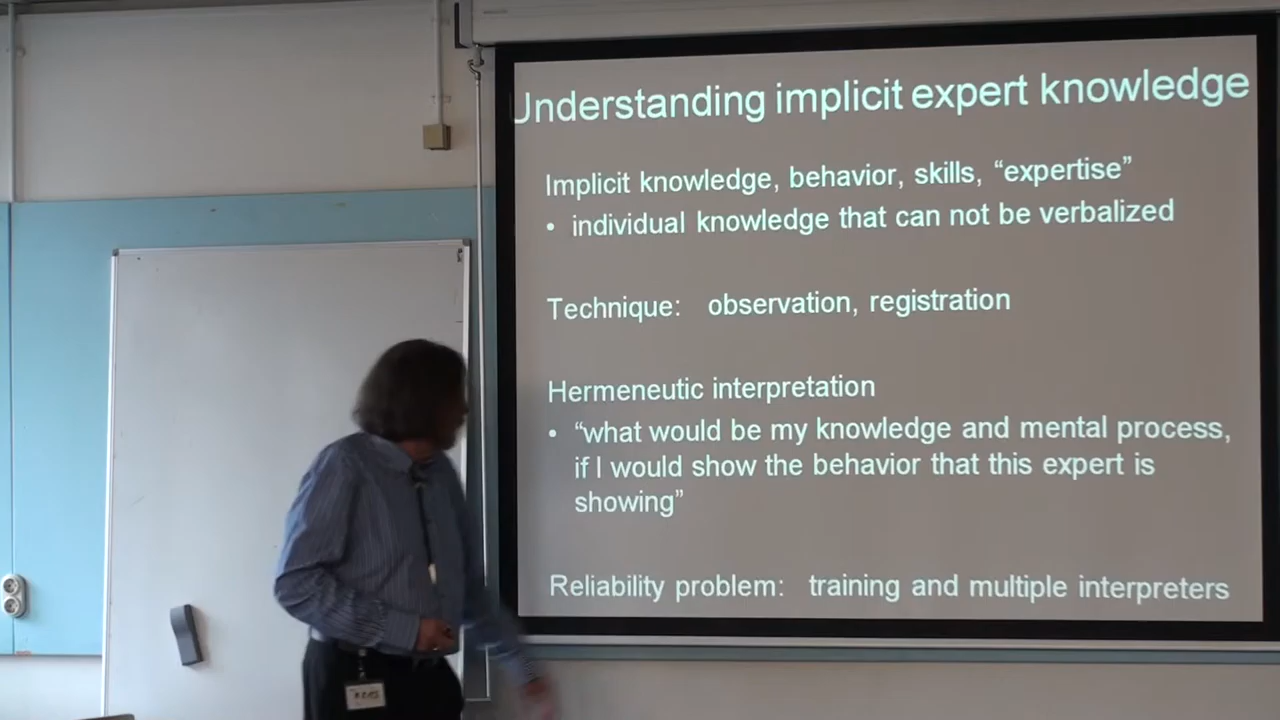 Understanding implicit expert knowledge
Implicit knowledge, behavior, skills, “expertise”
• individual knowledge that can not be verbalized
Technique: observation, registration
Hermeneutic interpretation
• “what would be my knowledge and mental process,
if I would show the behavior that this expert is
showing”
Reliability problem: training and multiple interpreters